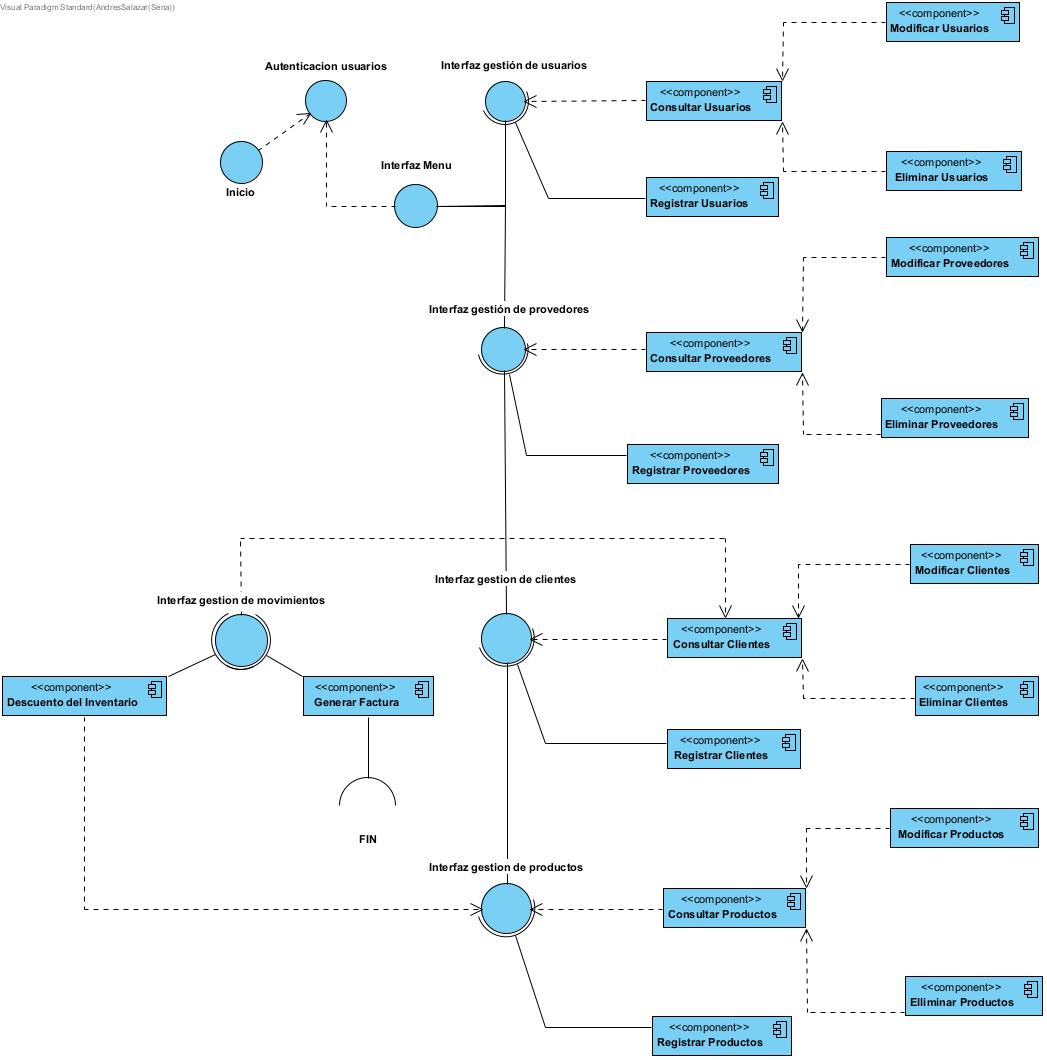 Visual Paradigm Standard(AndresSalazar(Sena))
<<component>>
Modificar Usuarios
Autenticacion usuarios
Interfaz gestión de usuarios
<<component>>
Consultar Usuarios
Interfaz Menu
<<component>>
Eliminar Usuarios
Inicio
<<component>>
Registrar Usuarios
<<component>>
Modificar Proveedores
Interfaz gestión de provedores
<<component>>
Consultar Proveedores
<<component>>
Eliminar Proveedores
<<component>>
Registrar Proveedores
<<component>>
Modificar Clientes
Interfaz gestion de clientes
Interfaz gestion de movimientos
<<component>>
Consultar Clientes
<<component>>
Descuento del Inventario
<<component>>
Generar Factura
<<component>>
Eliminar Clientes
<<component>>
Registrar Clientes
<<component>>
Modificar Productos
FIN
Interfaz gestion de productos
<<component>>
Consultar Productos
<<component>>
Elliminar Productos
<<component>>
Registrar Productos